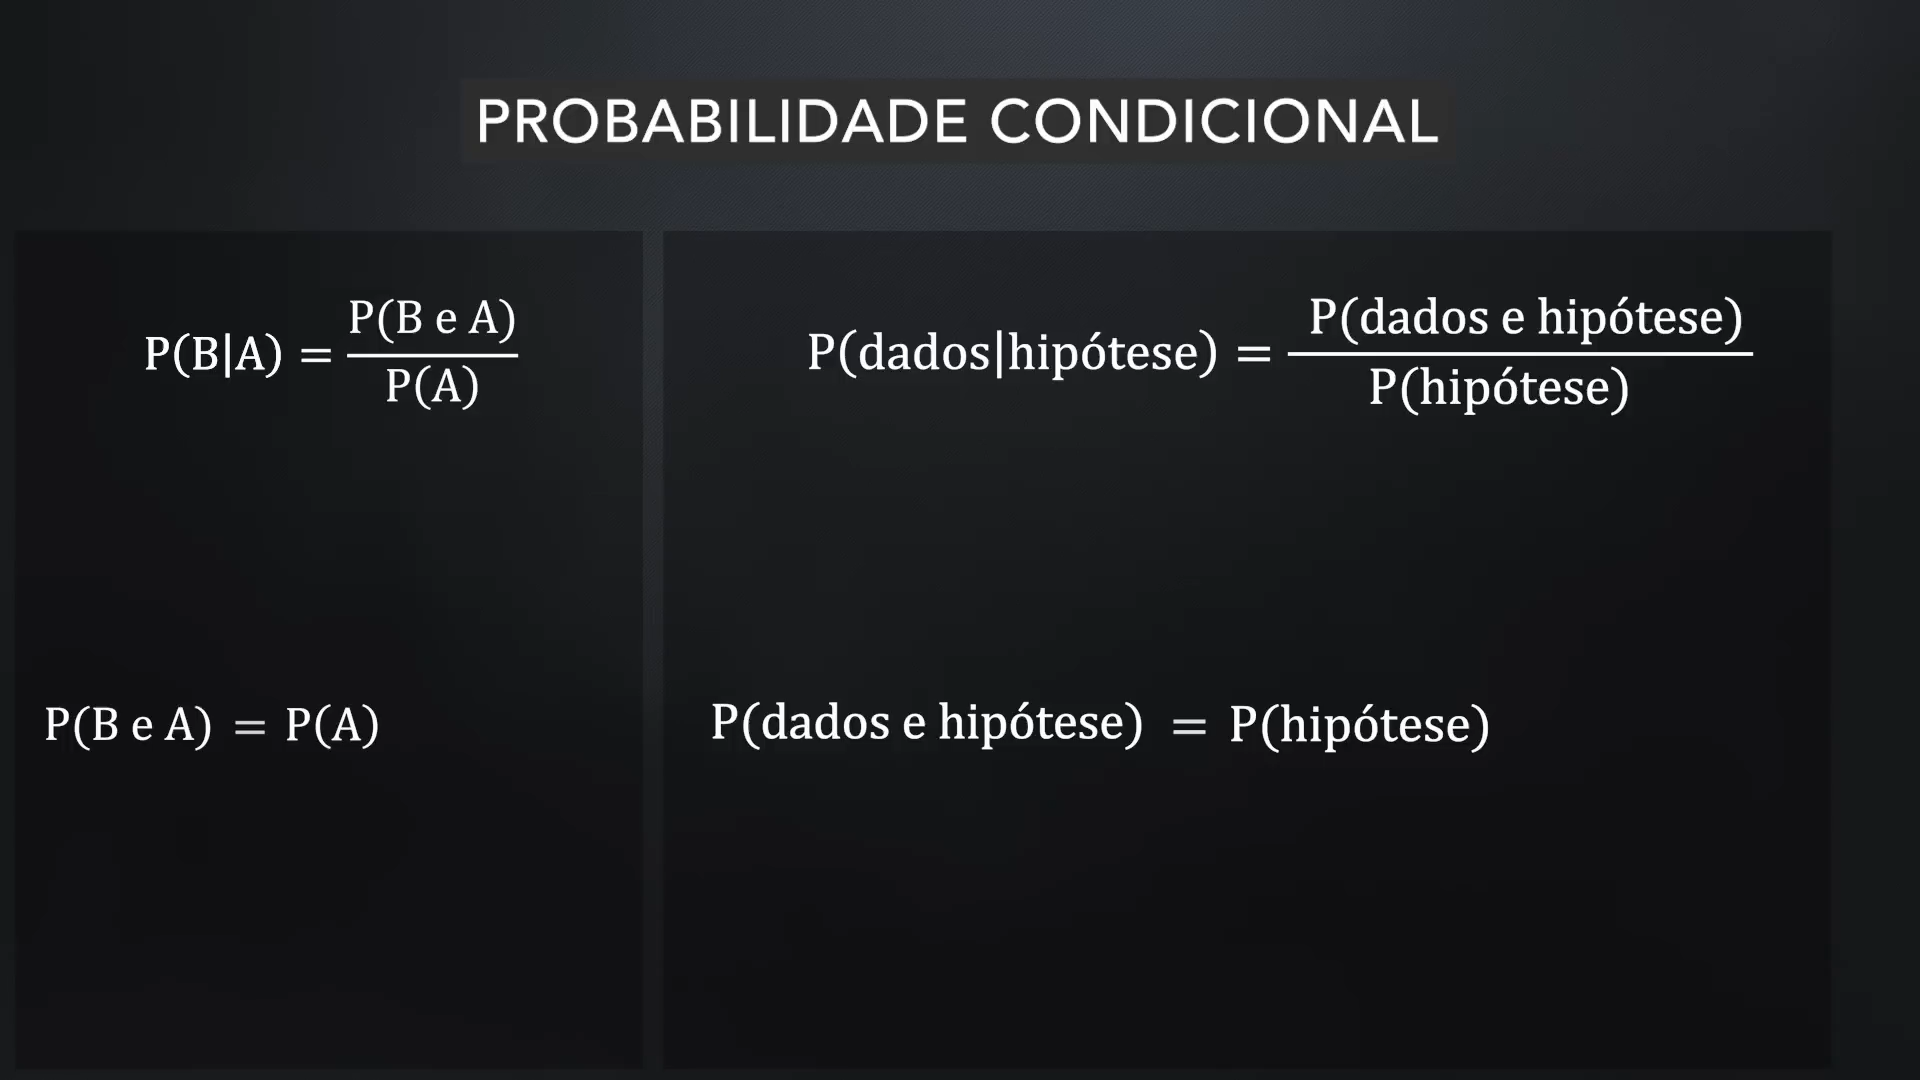 PROBABILIDADE CONDICIONAL
P(B|A) = P(B e A) / P(A)
P(dados|hipótese) = P(dados e hipótese) / P(hipótese)
P(B e A) = P(A)
P(dados e hipótese) = P(hipótese)